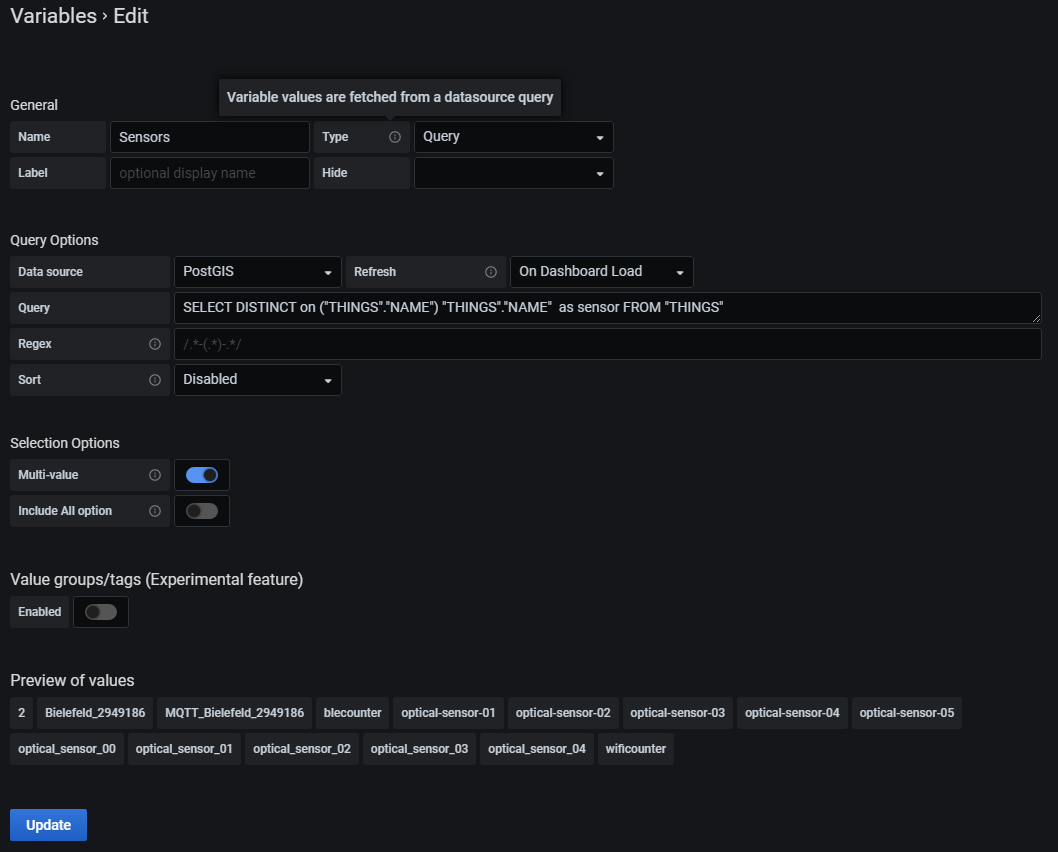 Variables › Edit
Variable values are fetched from a datasource query
General
Name Sensors Type Query
Label optional display name Hide
Query Options
Data source PostGIS Refresh On Dashboard Load
Query SELECT DISTINCT on ("THINGS"."NAME") "THINGS"."NAME" as sensor FROM "THINGS"
Regex /.*-(.*)-.*/
Sort Disabled
Selection Options
Multi-value
Include All option
Value groups/tags (Experimental feature)
Enabled
Preview of values
2 Bielefeld_2949186 MQTT_Bielefeld_2949186 blecounter optical-sensor-01 optical-sensor-02 optical-sensor-03 optical-sensor-04 optical-sensor-05
optical_sensor_00 optical_sensor_01 optical_sensor_02 optical_sensor_03 optical_sensor_04 wificounter
Update